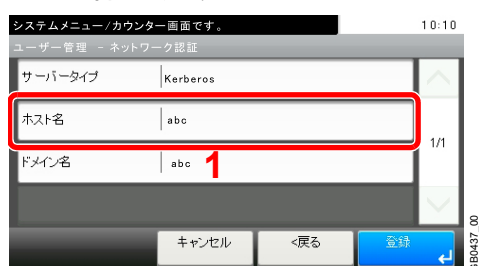 システムメニュー/カウンター画面です。 10:10
ユーザー管理 - ネットワーク認証
サーバータイプ Kerberos
ホスト名 abc
1/1
ドメイン名 abc 1
キャンセル <戻る 登録
GB0437_00